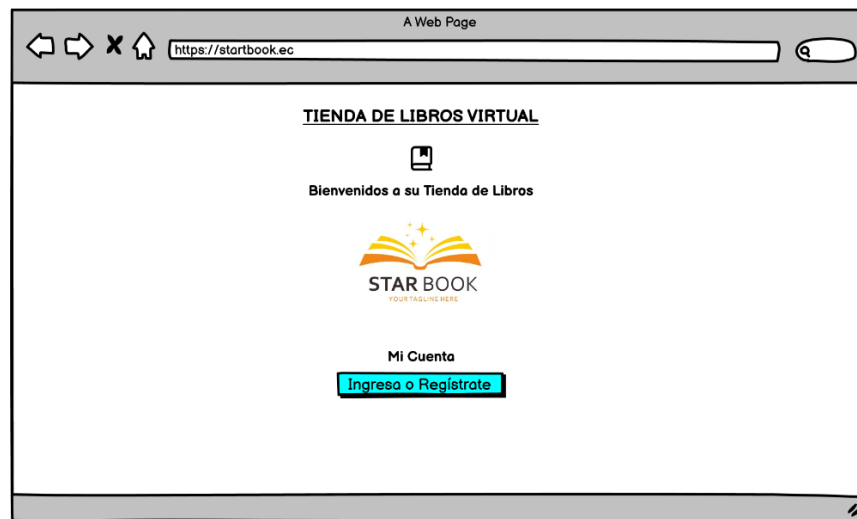 A Web Page
https://startbook.ec
TIENDA DE LIBROS VIRTUAL
Bienvenidos a su Tienda de Libros
STAR BOOK
YOUR TAGLINE HERE
Mi Cuenta
Ingresa o Regístrate